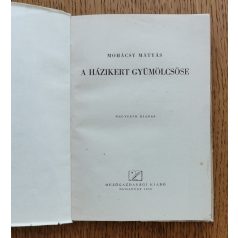 MOHÁCSY MÁTYÁS
A HÁZIKERT GYÜMÖLCSÖSE
NEGYEDIK KIADÁS
MEZŐGAZDASÁGI KIADÓ
BUDAPEST